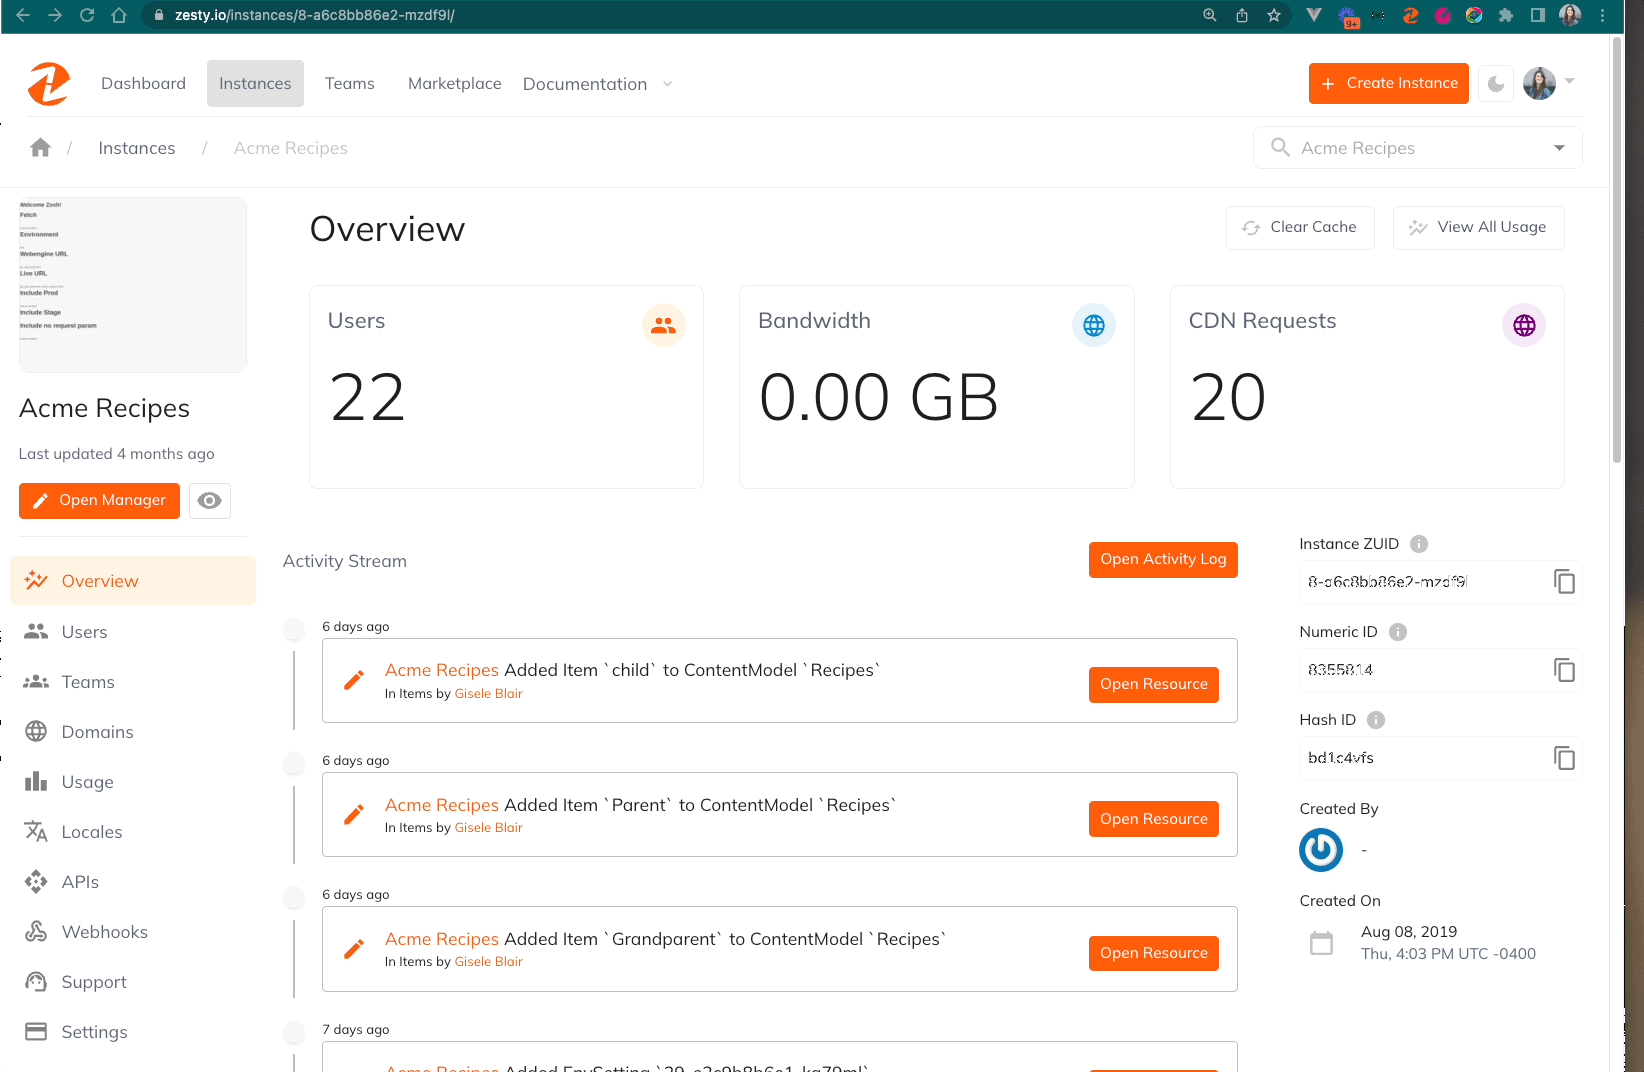 zesty.io/instances/8-a6c8bb86e2-mzdf9l/
9+
Dashboard
Instances
Teams
Marketplace
Documentation
+ Create Instance
/ Instances / Acme Recipes
Acme Recipes
Welcome Zosh!
Fetch
Environment
Webengine URL
Live URL
Include Prod
Include Stage
Include no request param
Acme Recipes
Last updated 4 months ago
Open Manager
Overview
Users
Teams
Domains
Usage
Locales
APIs
Webhooks
Support
Settings
Overview
Clear Cache
View All Usage
Users
22
Bandwidth
0.00 GB
CDN Requests
20
Activity Stream
Open Activity Log
6 days ago
Acme Recipes Added Item `child` to ContentModel `Recipes`
In Items by Gisele Blair
Open Resource
6 days ago
Acme Recipes Added Item `Parent` to ContentModel `Recipes`
In Items by Gisele Blair
Open Resource
6 days ago
Acme Recipes Added Item `Grandparent` to ContentModel `Recipes`
In Items by Gisele Blair
Open Resource
7 days ago
Acme Recipes Added EnvSetting
Instance ZUID
8-a6c8bb86e2-mzdf9l
Numeric ID
8355814
Hash ID
bd1c4vfs
Created By
-
Created On
Aug 08, 2019
Thu, 4:03 PM UTC -0400